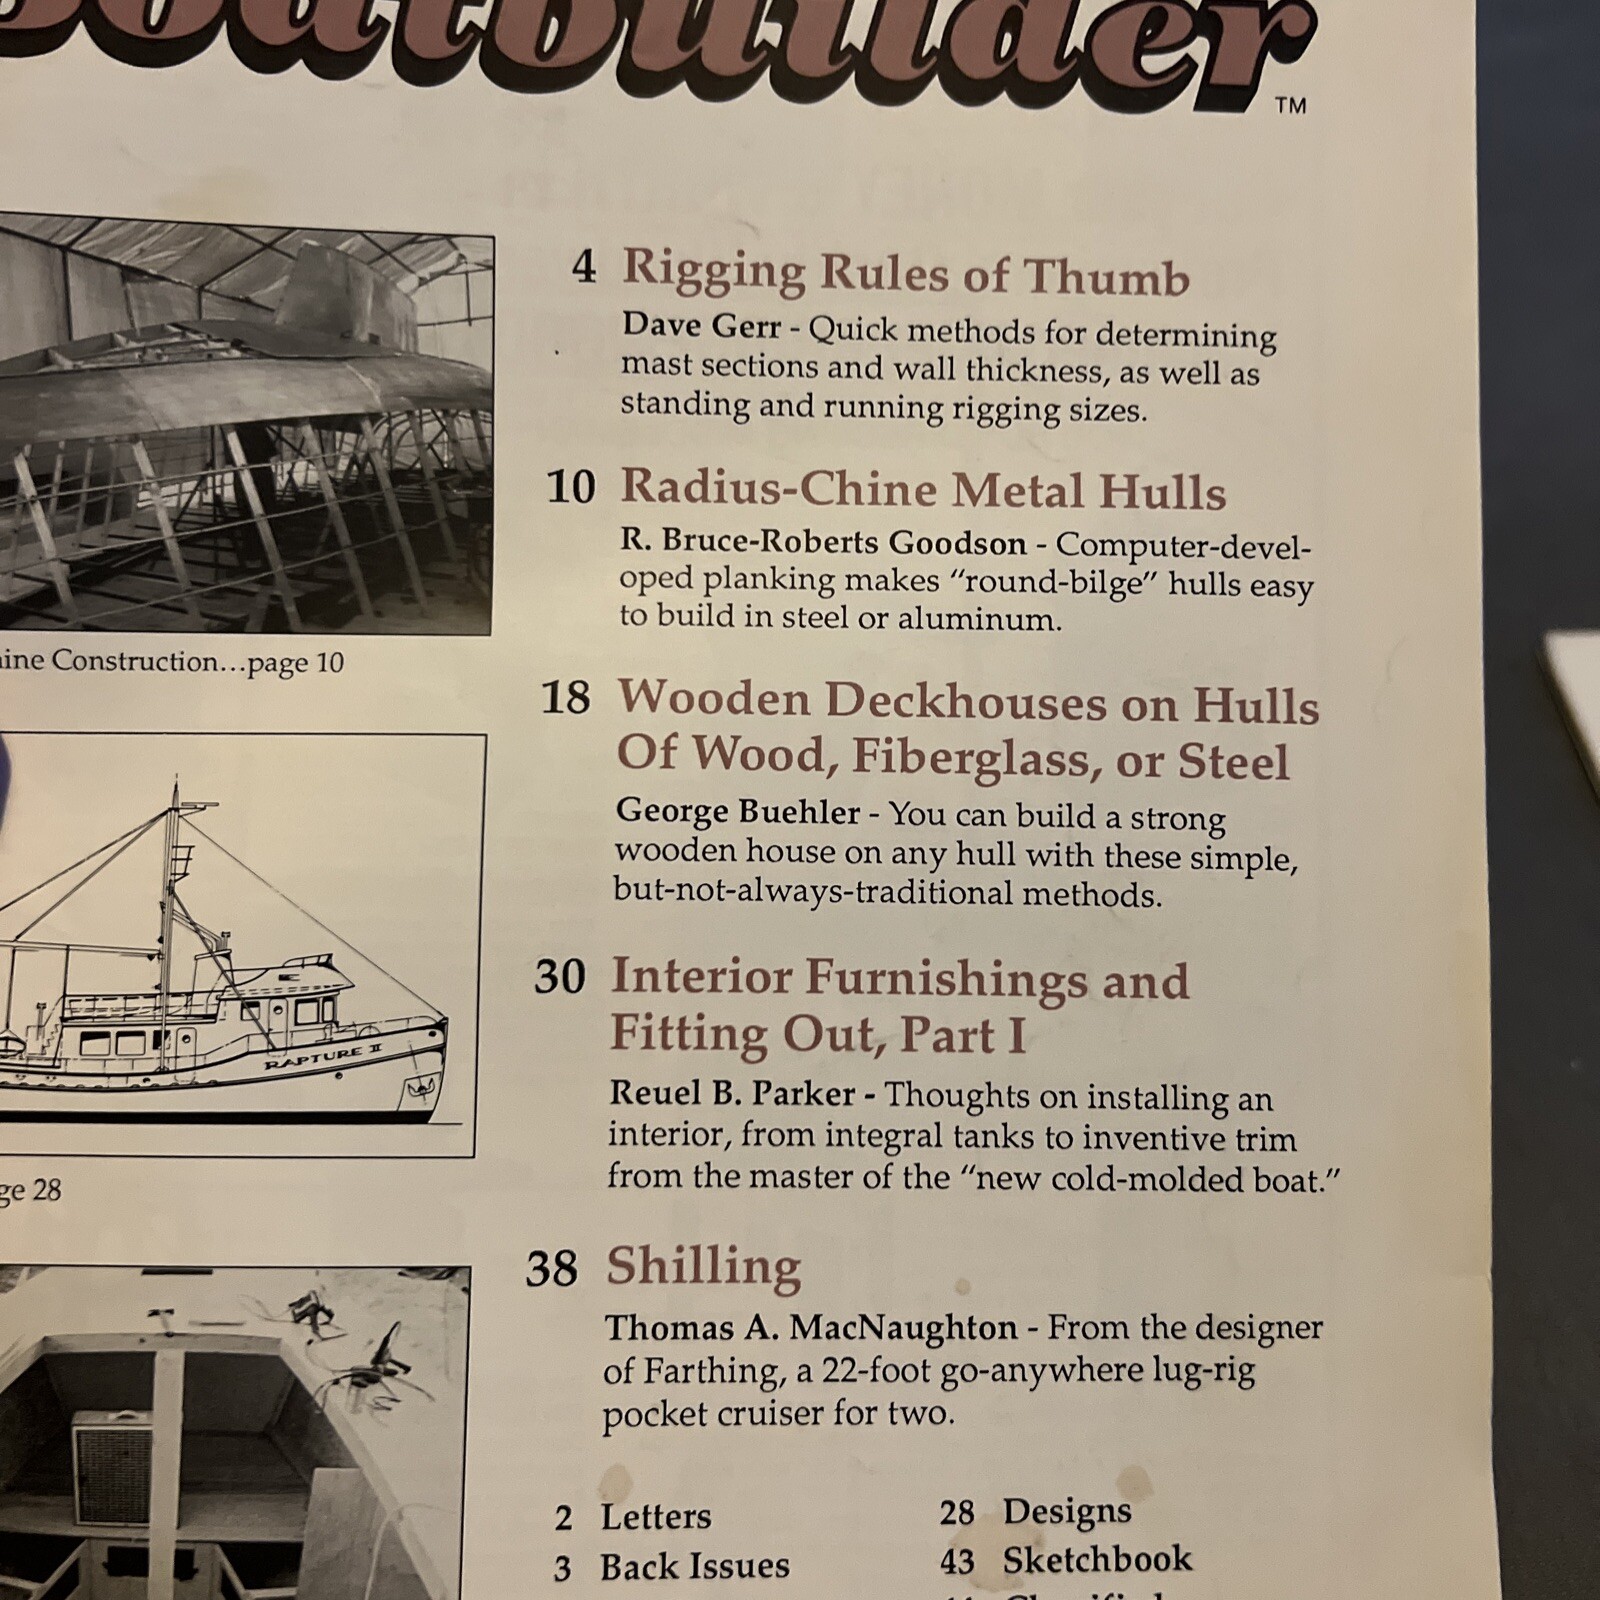 Boatbuilder
TM
4 Rigging Rules of Thumb
Dave Gerr - Quick methods for determining
mast sections and wall thickness, as well as
standing and running rigging sizes.
10 Radius-Chine Metal Hulls
R. Bruce-Roberts Goodson - Computer-devel-
oped planking makes "round-bilge" hulls easy
to build in steel or aluminum.
Construction...page 10
18 Wooden Deckhouses on Hulls
Of Wood, Fiberglass, or Steel
George Buehler - You can build a strong
wooden house on any hull with these simple,
but-not-always-traditional methods.
RAPTURE II
28
30 Interior Furnishings and
Fitting Out, Part I
Reuel B. Parker - Thoughts on installing an
interior, from integral tanks to inventive trim
from the master of the "new cold-molded boat."
38 Shilling
Thomas A. MacNaughton - From the designer
of Farthing, a 22-foot go-anywhere lug-rig
pocket cruiser for two.
2 Letters
3 Back Issues
28 Designs
43 Sketchbook